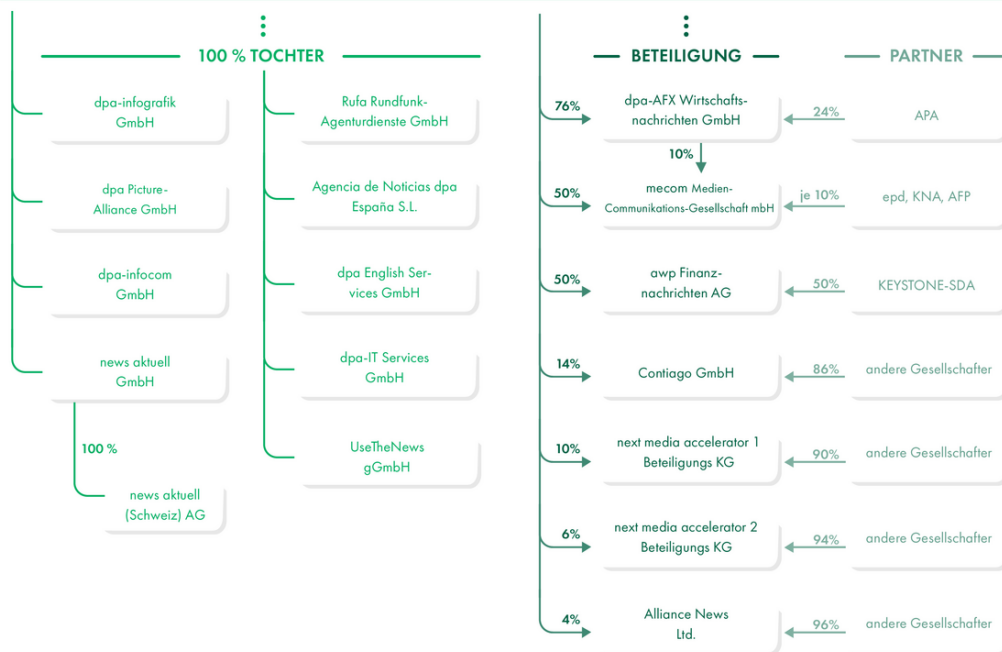 100 % TOCHTER
dpa-infografik
GmbH
dpa Picture-
Alliance GmbH
dpa-infocom
GmbH
news aktuell
GmbH
100 %
news aktuell
(Schweiz) AG
Rufa Rundfunk-
Agenturdienste GmbH
Agencia de Noticias dpa
España S.L.
dpa English Ser-
vices GmbH
dpa-IT Services
GmbH
UseTheNews
gGmbH
BETEILIGUNG
PARTNER
76%
dpa-AFX Wirtschafts-
nachrichten GmbH
24%
APA
10%
50%
mecom Medien-
Communikations-Gesellschaft mbH
je 10%
epd, KNA, AFP
50%
awp Finanz-
nachrichten AG
50%
KEYSTONE-SDA
14%
Contiago GmbH
86%
andere Gesellschafter
10%
next media accelerator 1
Beteiligungs KG
90%
andere Gesellschafter
6%
next media accelerator 2
Beteiligungs KG
94%
andere Gesellschafter
4%
Alliance News
Ltd.
96%
andere Gesellschafter